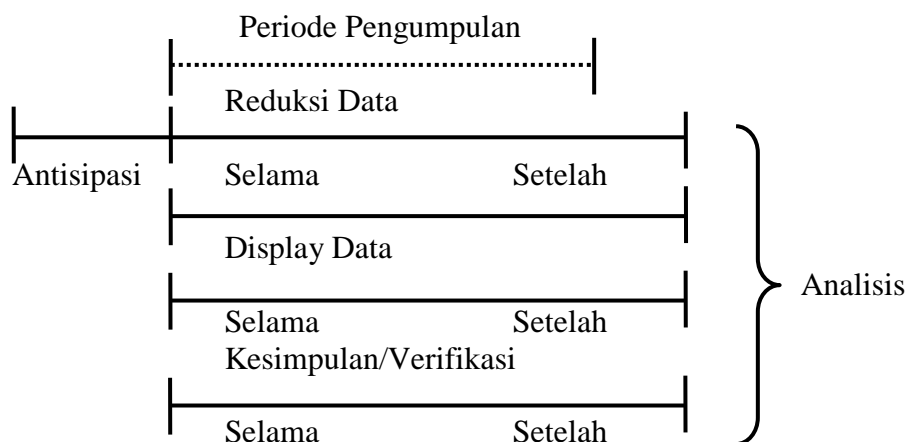 Periode Pengumpulan
Reduksi Data
Antisipasi Selama Setelah
Display Data
Analisis
Selama Setelah
Kesimpulan/Verifikasi
Selama Setelah